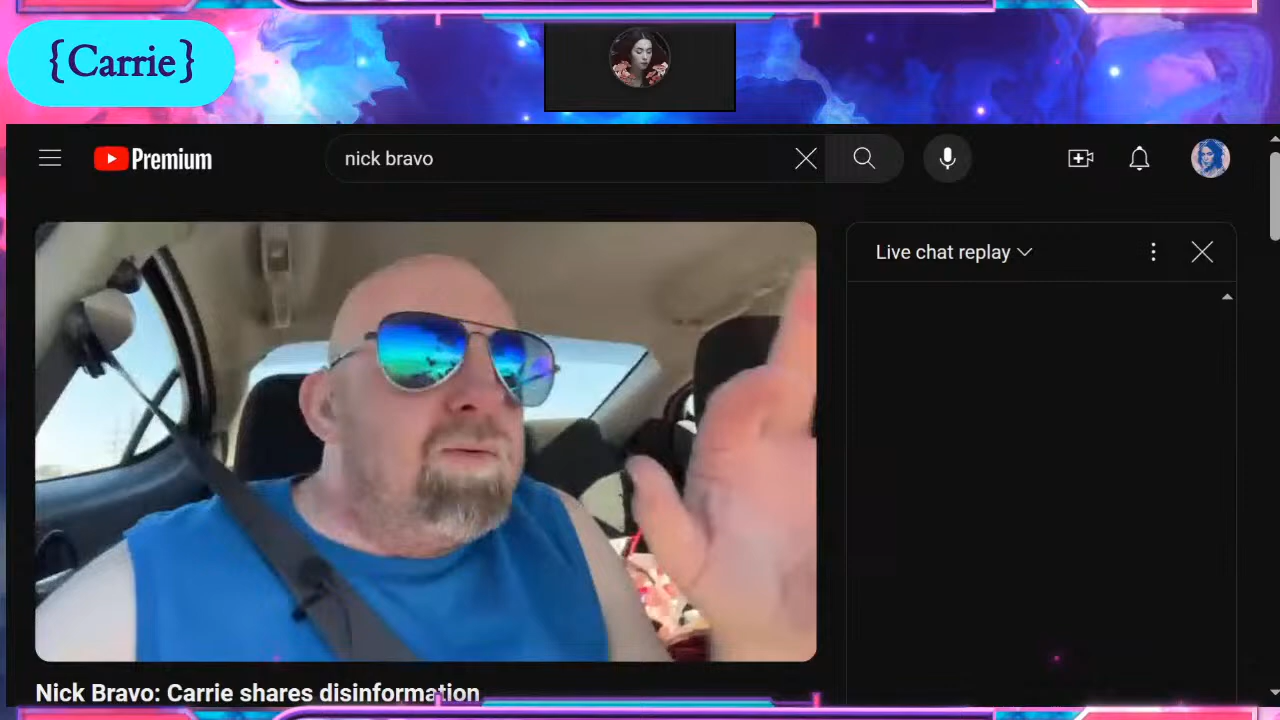 {Carrie}
Premium
nick bravo
Live chat replay
Nick Bravo: Carrie shares disinformation